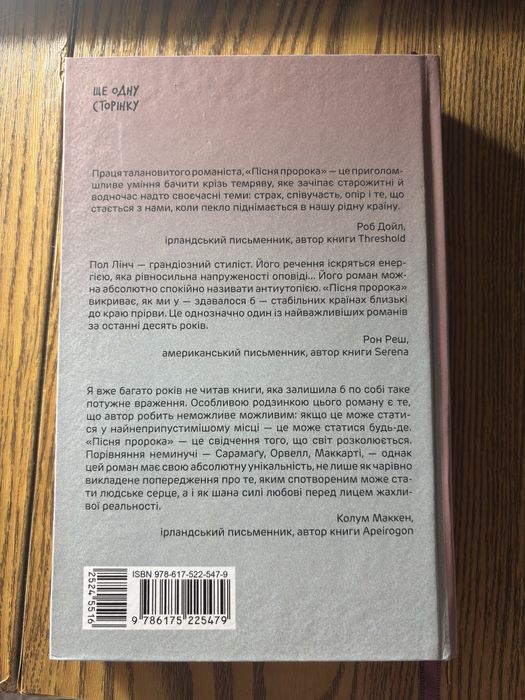 ЩЕ ОДНУ
СТОРІНКУ
Праця талановитого романіста, «Пісня пророка» — це приголом-
шливе уміння бачити крізь темряву, яке зачіпає старожитні й
водночас надто своєчасні теми: страх, співучасть, опір і те, що
стається з нами, коли пекло піднімається в нашу рідну країну.
Роб Дойл,
ірландський письменник, автор книги Threshold
Пол Лінч — грандіозний стиліст. Його речення іскряться енер-
гією, яка рівносильна напруженості оповіді... Його роман мож-
на абсолютно спокійно називати антиутопією. «Пісня пророка»
викриває, як ми у — здавалося б — стабільних країнах близькі
до краю прірви. Це однозначно один із найважливіших романів
за останні десять років.
Рон Реш,
американський письменник, автор книги Serena
Я вже багато років не читав книги, яка залишила б по собі таке
потужне враження. Особливою родзинкою цього роману є те,
що автор робить неможливе можливим: якщо це може стати-
ся у найнеприпустимішому місці — це може статися будь-де.
«Пісня пророка» — це свідчення того, що світ розколюється.
Порівняння неминучі — Сарамаґу, Орвелл, Маккарті, — однак
цей роман має свою абсолютну унікальність, не лише як чарівно
викладене попередження про те, яким спотвореним може ста-
ти людське серце, а і як шана силі любові перед лицем жахли-
вої реальності.
Колум Маккен,
ірландський письменник, автор книги Apeirogon
ISBN 978-617-522-547-9
2524 5516
9 786175 225479